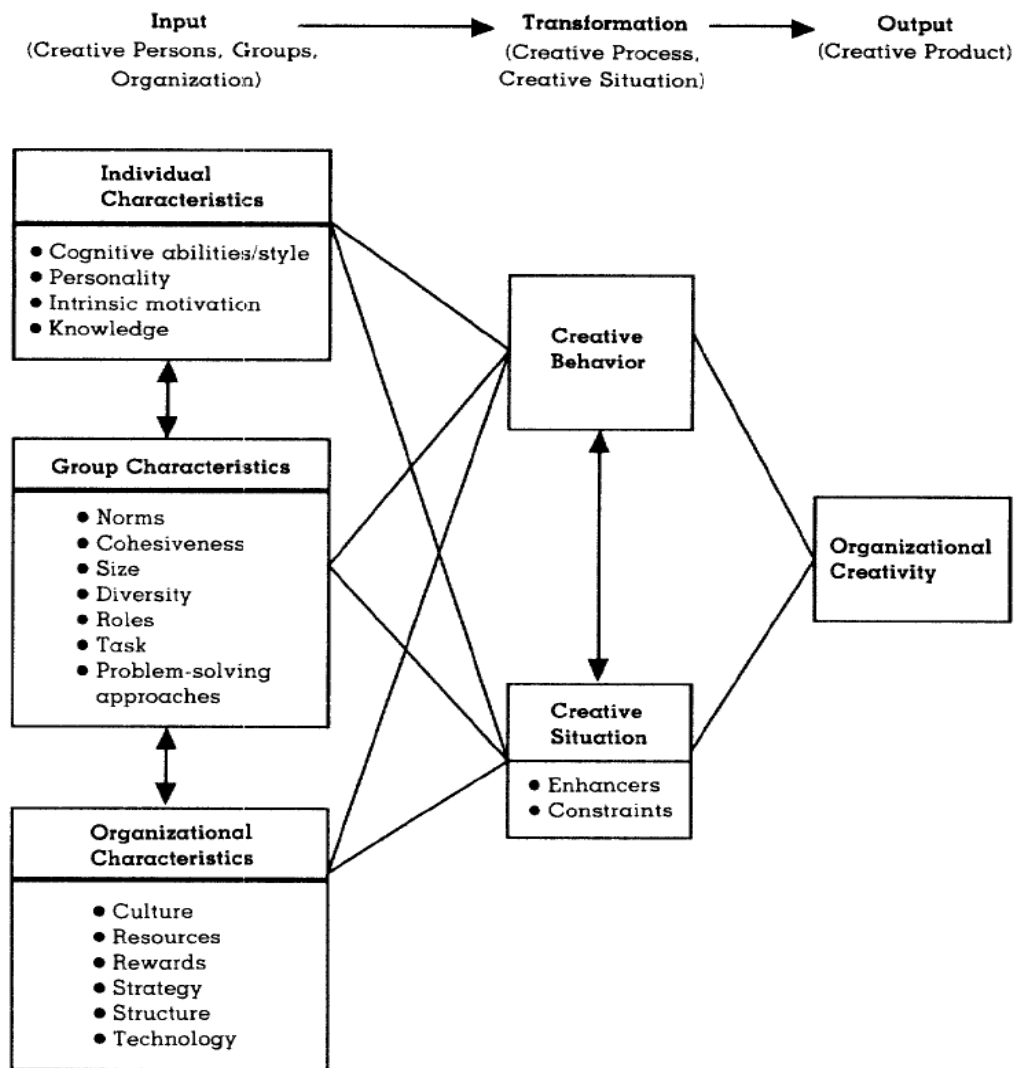 Input
(Creative Persons, Groups,
Organization)
Transformation
(Creative Process,
Creative Situation)
Output
(Creative Product)
Individual
Characteristics
● Cognitive abilities/style
● Personality
● Intrinsic motivation
● Knowledge
Group Characteristics
● Norms
● Cohesiveness
● Size
● Diversity
● Roles
● Task
● Problem-solving
approaches
Organizational
Characteristics
● Culture
● Resources
● Rewards
● Strategy
● Structure
● Technology
Creative
Behavior
Creative
Situation
● Enhancers
● Constraints
Organizational
Creativity